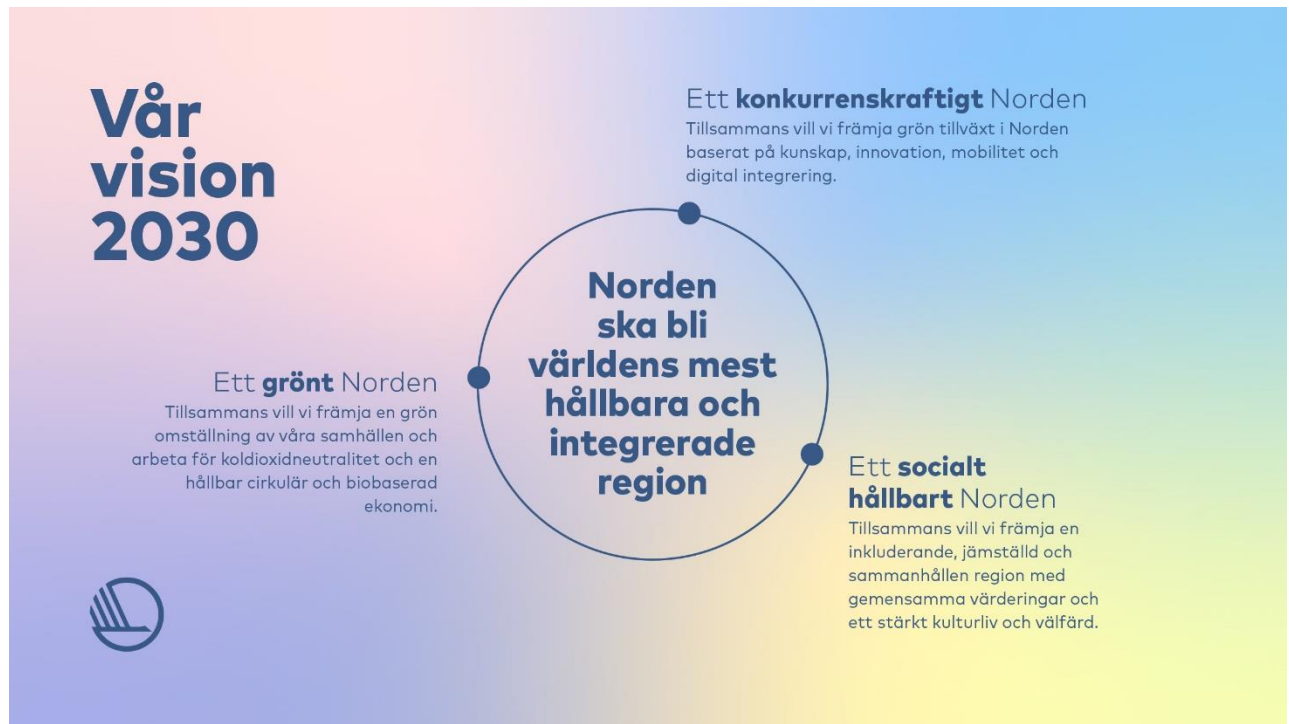 Vår
vision
2030
Ett konkurrenskraftigt Norden
Tillsammans vill vi främja grön tillväxt i Norden
baserat på kunskap, innovation, mobilitet och
digital integrering.
Norden
ska bli
världens mest
hållbara och
integrerade
region
Ett grönt Norden
Tillsammans vill vi främja en grön
omställning av våra samhällen och
arbeta för koldioxidneutralitet och en
hållbar cirkulär och biobaserad
ekonomi.
Ett socialt
hållbart Norden
Tillsammans vill vi främja en
inkluderande, jämställd och
sammanhållen region med
gemensamma värderingar och
ett stärkt kulturliv och välfärd.